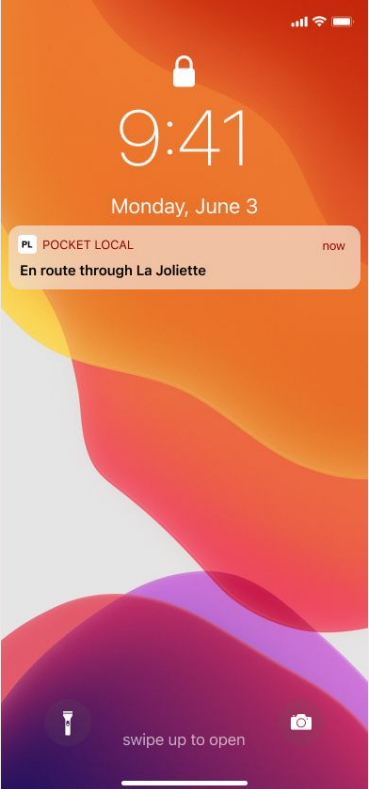 9:41
Monday, June 3
PL POCKET LOCAL now
En route through La Joliette
swipe up to open